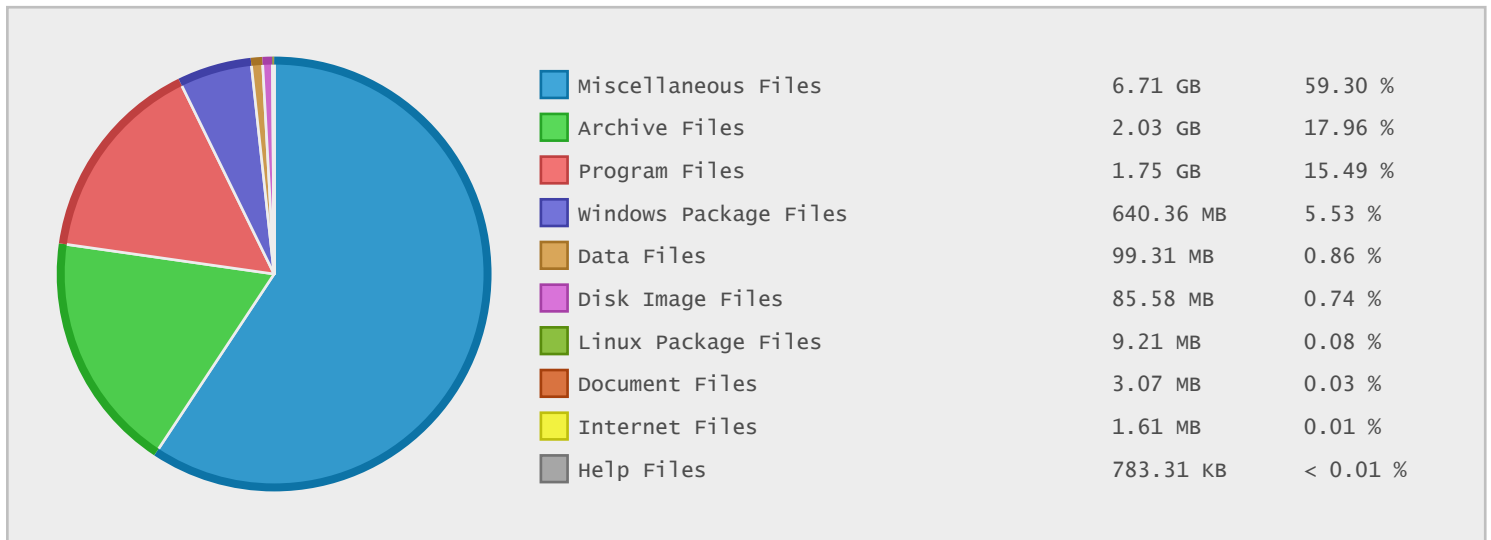 Miscellaneous Files 6.71 GB 59.30 %
Archive Files 2.03 GB 17.96 %
Program Files 1.75 GB 15.49 %
Windows Package Files 640.36 MB 5.53 %
Data Files 99.31 MB 0.86 %
Disk Image Files 85.58 MB 0.74 %
Linux Package Files 9.21 MB 0.08 %
Document Files 3.07 MB 0.03 %
Internet Files 1.61 MB 0.01 %
Help Files 783.31 KB < 0.01 %